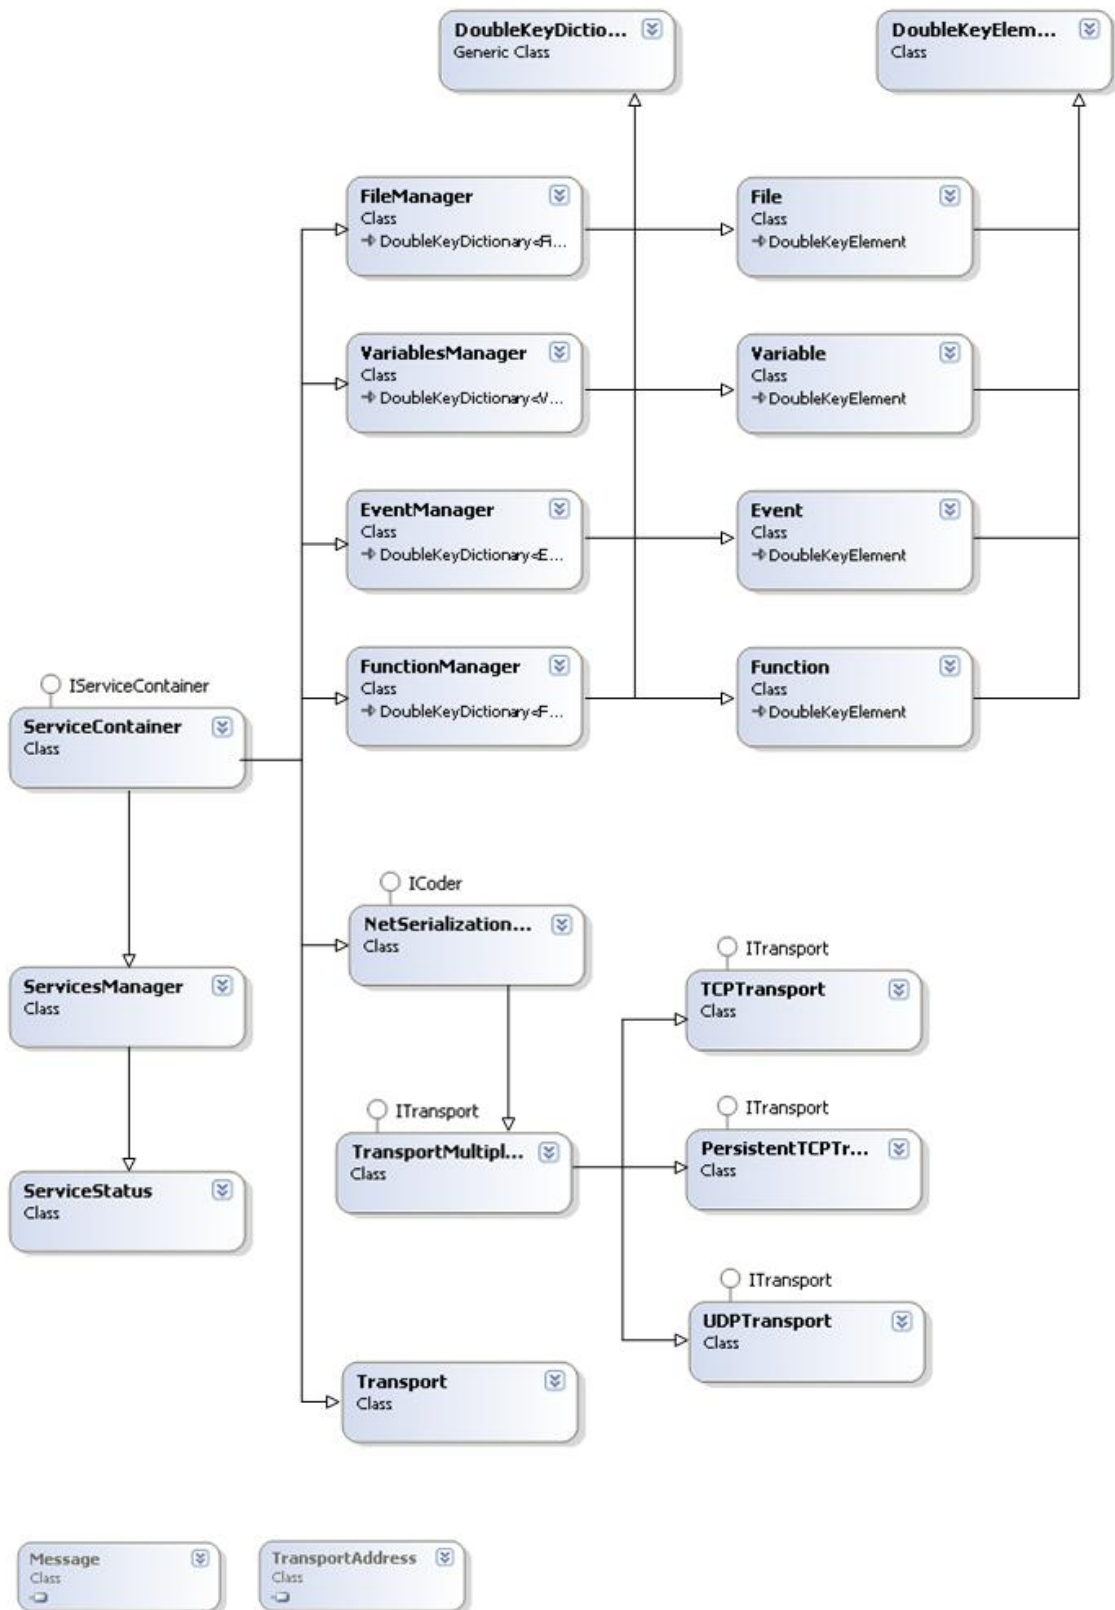 DoubleKeyDictio...
Generic Class
DoubleKeyElem...
Class
FileManager
Class
DoubleKeyDictionary<Fi...
File
Class
DoubleKeyElement
VariablesManager
Class
DoubleKeyDictionary<V...
Variable
Class
DoubleKeyElement
EventManager
Class
DoubleKeyDictionary<E...
Event
Class
DoubleKeyElement
FunctionManager
Class
DoubleKeyDictionary<F...
Function
Class
DoubleKeyElement
IServiceContainer
ServiceContainer
Class
ICoder
NetSerialization...
Class
ServicesManager
Class
ITransport
TCPTransport
Class
ITransport
TransportMultipl...
Class
ITransport
PersistentTCPTr...
Class
ServiceStatus
Class
ITransport
UDPTransport
Class
Transport
Class
Message
Class
TransportAddress
Class